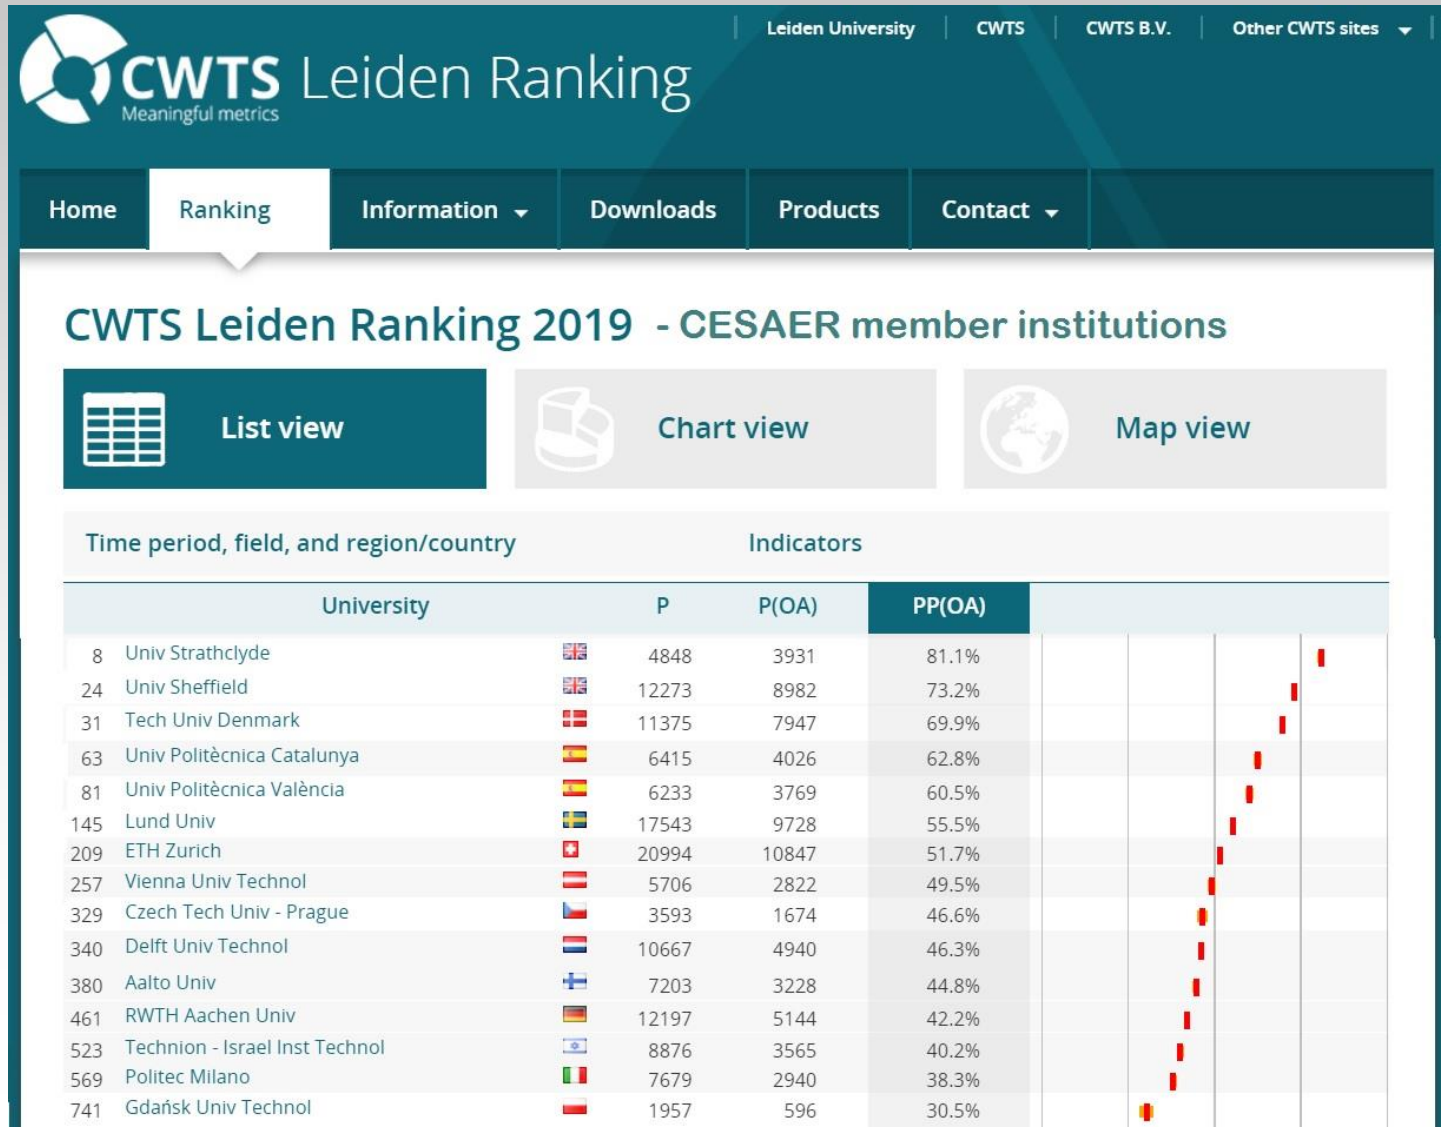 Leiden University CWTS CWTS B.V. Other CWTS sites
CWTS Leiden Ranking
Meaningful metrics
Home Ranking Information Downloads Products Contact
CWTS Leiden Ranking 2019 - CESAER member institutions
List view Chart view Map view
Time period, field, and region/country Indicators
University P P(OA) PP(OA)
8 Univ Strathclyde 4848 3931 81.1%
24 Univ Sheffield 12273 8982 73.2%
31 Tech Univ Denmark 11375 7947 69.9%
63 Univ Politècnica Catalunya 6415 4026 62.8%
81 Univ Politècnica València 6233 3769 60.5%
145 Lund Univ 17543 9728 55.5%
209 ETH Zurich 20994 10847 51.7%
257 Vienna Univ Technol 5706 2822 49.5%
329 Czech Tech Univ - Prague 3593 1674 46.6%
340 Delft Univ Technol 10667 4940 46.3%
380 Aalto Univ 7203 3228 44.8%
461 RWTH Aachen Univ 12197 5144 42.2%
523 Technion - Israel Inst Technol 8876 3565 40.2%
569 Politec Milano 7679 2940 38.3%
741 Gdańsk Univ Technol 1957 596 30.5%